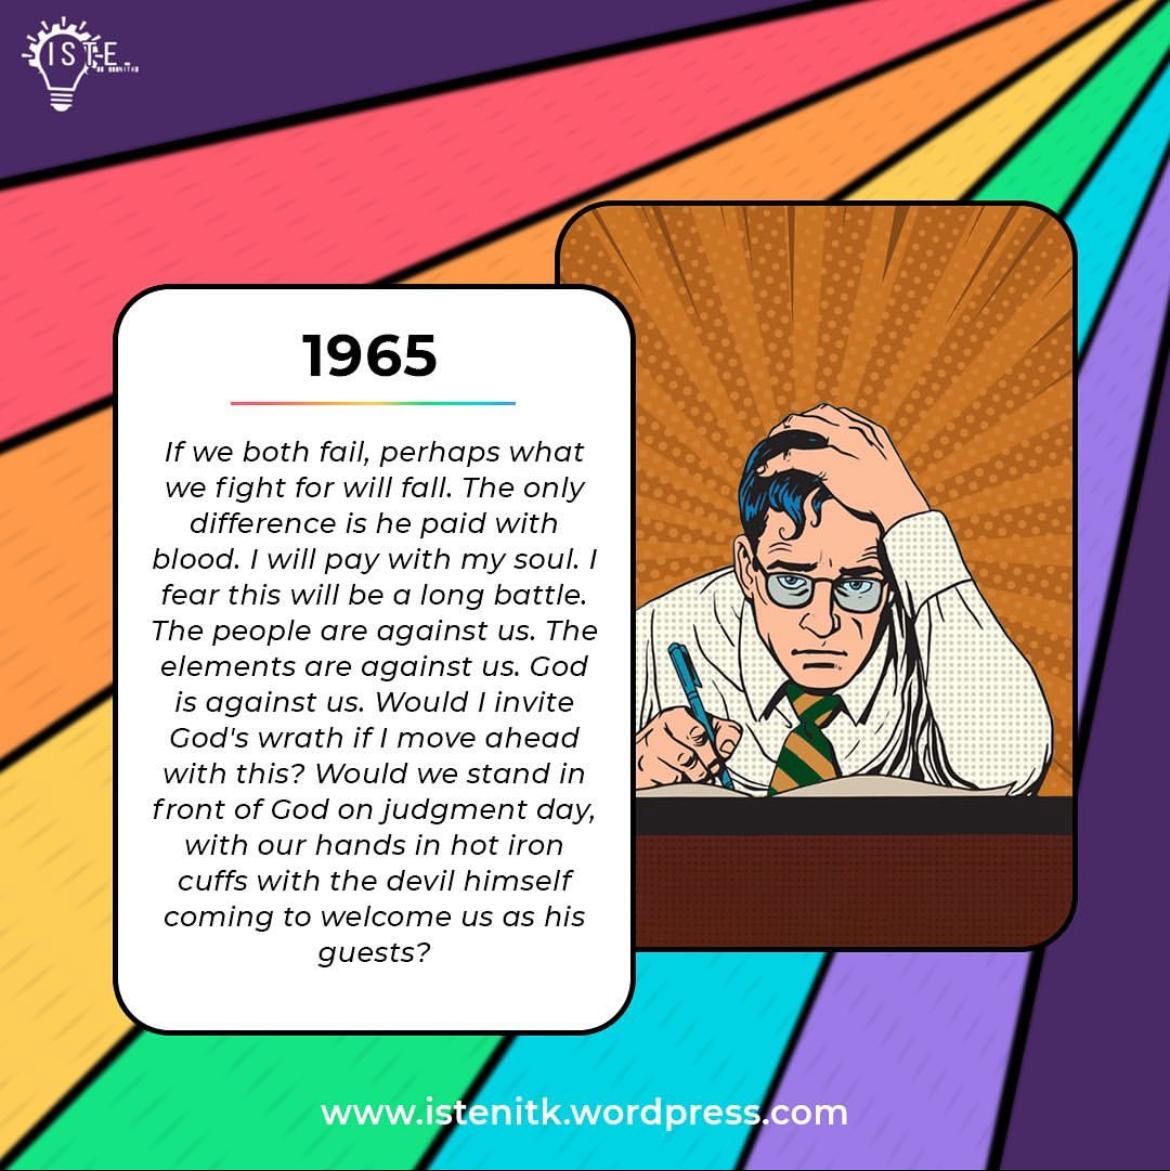 ISTE.
1965
If we both fail, perhaps what
we fight for will fall. The only
difference is he paid with
blood. I will pay with my soul. I
fear this will be a long battle.
The people are against us. The
elements are against us. God
is against us. Would I invite
God's wrath if I move ahead
with this? Would we stand in
front of God on judgment day,
with our hands in hot iron
cuffs with the devil himself
coming to welcome us as his
guests?
www.istenitk.wordpress.com